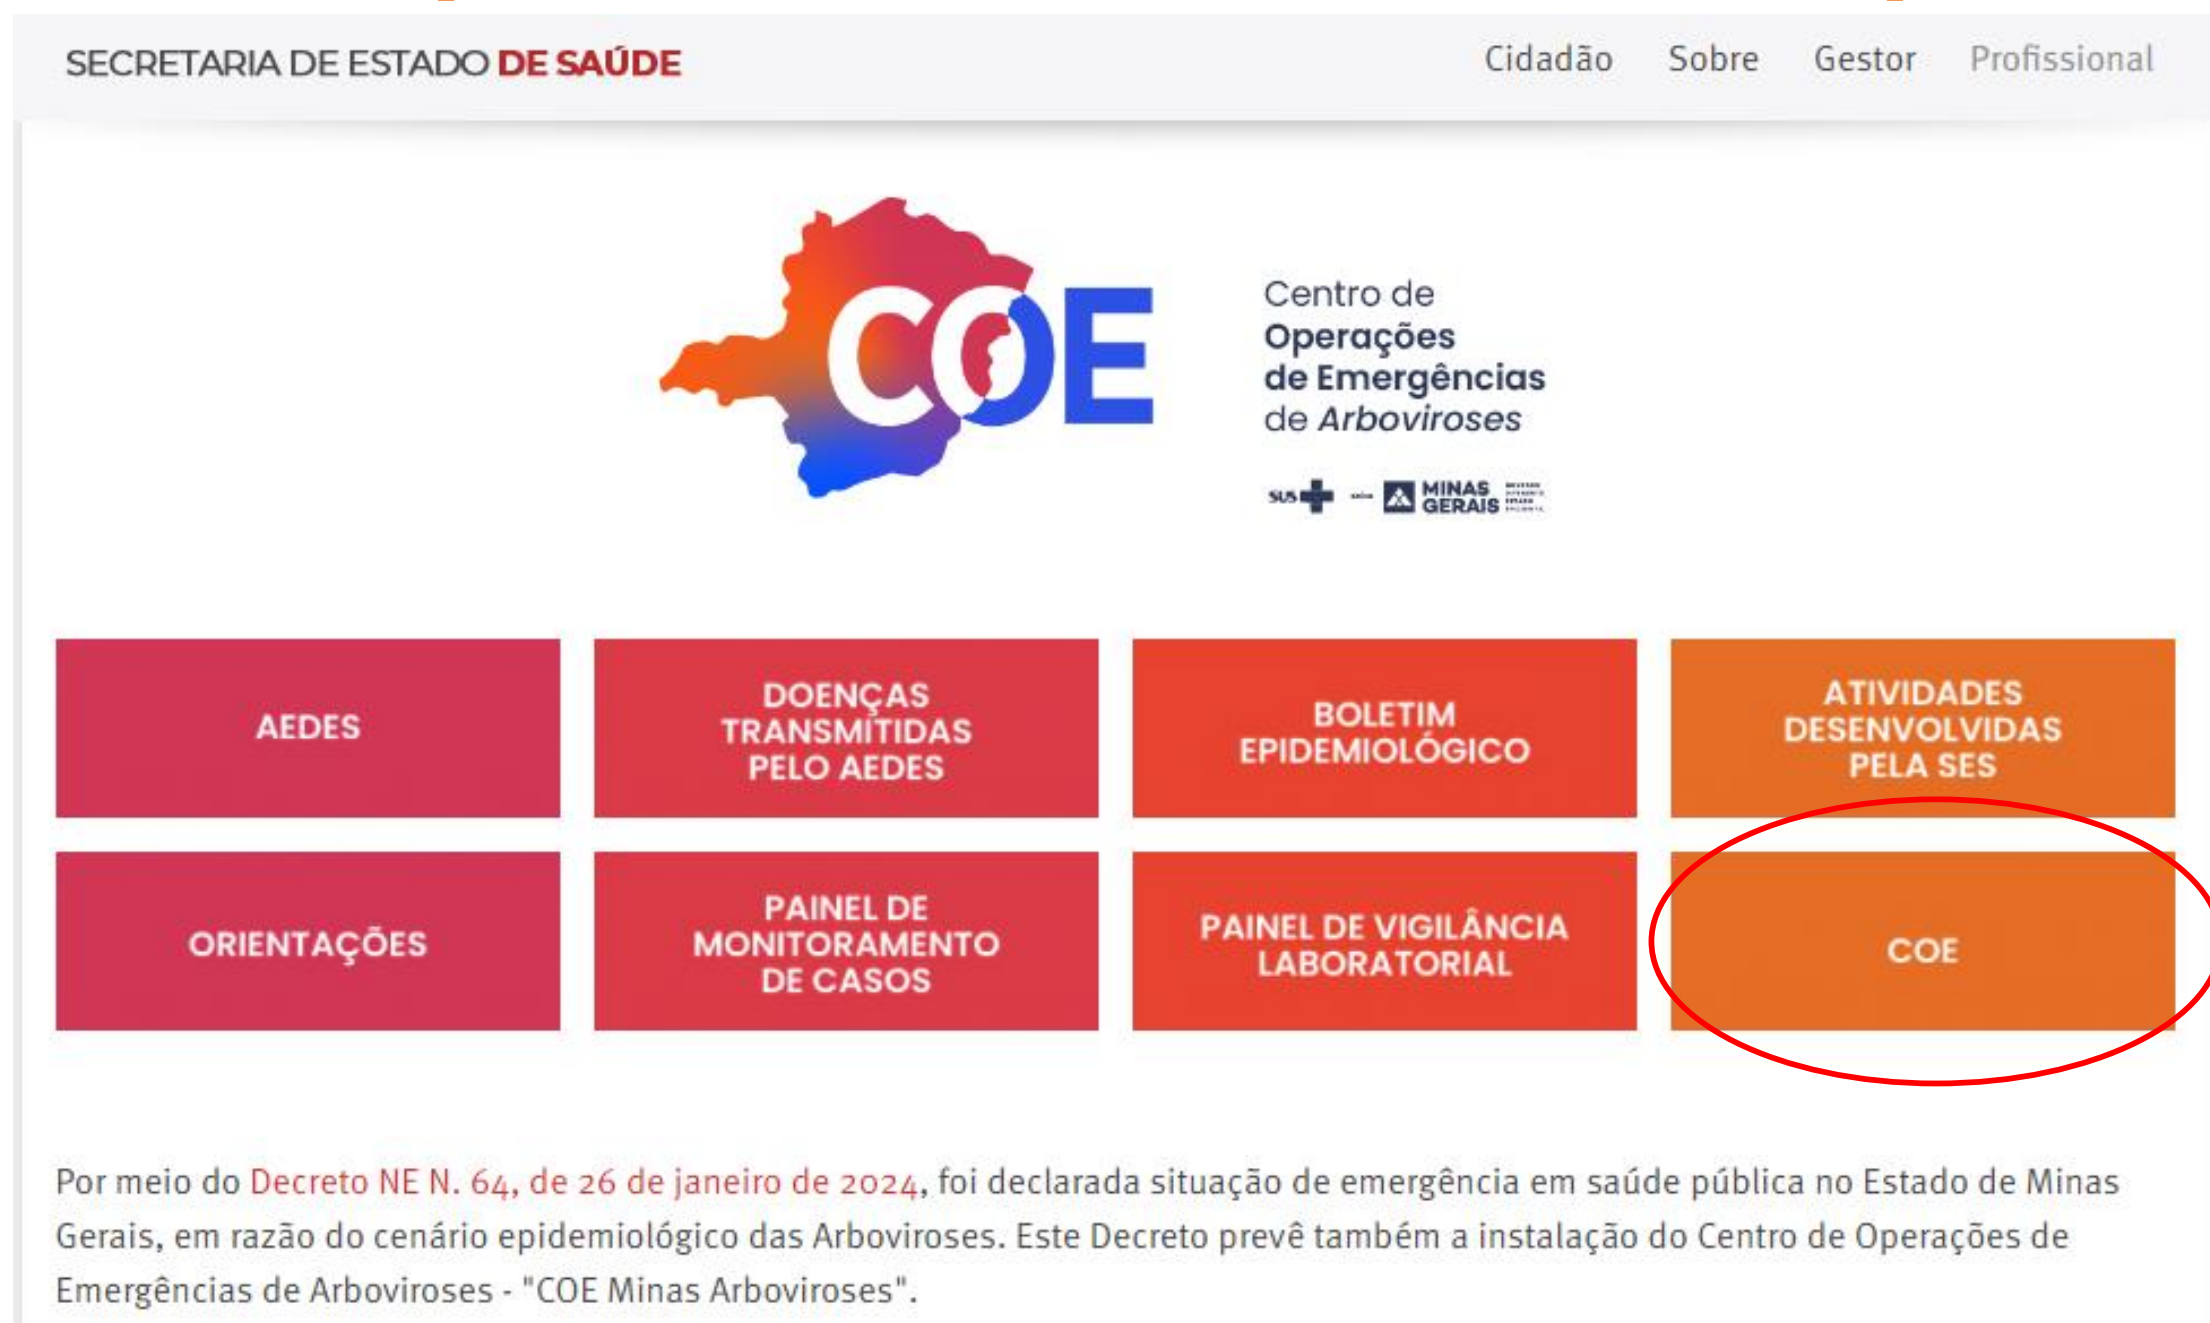 SECRETARIA DE ESTADO DE SAÚDE
Cidadão Sobre Gestor Profissional
COE
Centro de
Operações
de Emergências
de Arboviroses
SUS
MINAS
GERAIS
AEDES
DOENÇAS
TRANSMITIDAS
PELO AEDES
BOLETIM
EPIDEMIOLÓGICO
ATIVIDADES
DESENVOLVIDAS
PELA SES
ORIENTAÇÕES
PAINEL DE
MONITORAMENTO
DE CASOS
PAINEL DE VIGILÂNCIA
LABORATORIAL
COE
Por meio do Decreto NE N. 64, de 26 de janeiro de 2024, foi declarada situação de emergência em saúde pública no Estado de Minas
Gerais, em razão do cenário epidemiológico das Arboviroses. Este Decreto prevê também a instalação do Centro de Operações de
Emergências de Arboviroses - "COE Minas Arboviroses".